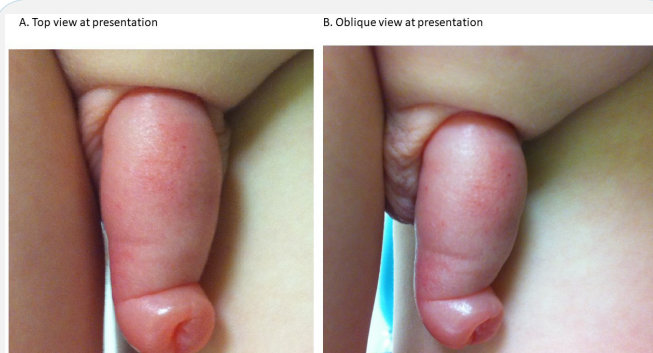 A. Top view at presentation
B. Oblique view at presentation